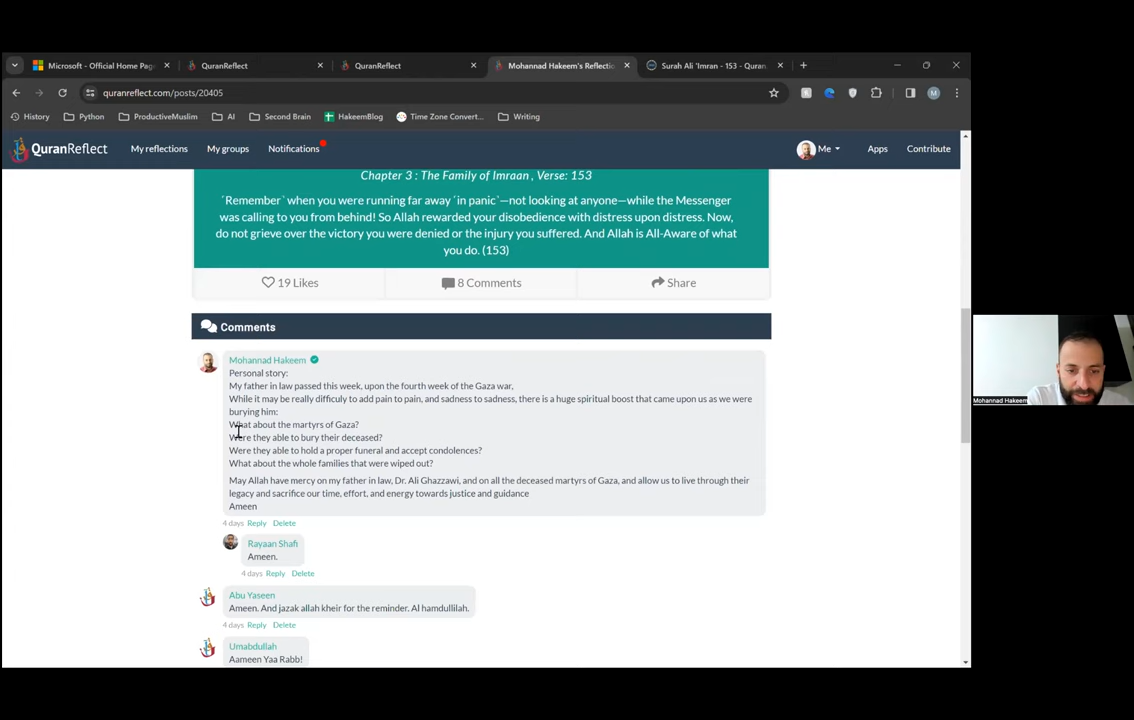 Microsoft - Official Home Pag
QuranReflect
QuranReflect
Mohannad Hakeem's Reflectio
Surah Ali 'Imran - 153 - Quran.
quranreflect.com/posts/20405
History
Python
ProductiveMuslim
AI
Second Brain
HakeemBlog
Time Zone Convert...
Writing
QuranReflect
My reflections
My groups
Notifications
Me
Apps
Contribute
Chapter 3 : The Family of Imraan , Verse: 153
`Remember` when you were running far away `in panic`—not looking at anyone—while the Messenger
was calling to you from behind! So Allah rewarded your disobedience with distress upon distress. Now,
do not grieve over the victory you were denied or the injury you suffered. And Allah is All-Aware of what
you do. (153)
19 Likes
8 Comments
Share
Comments
Mohannad Hakeem
Personal story:
My father in law passed this week, upon the fourth week of the Gaza war,
While it may be really difficuly to add pain to pain, and sadness to sadness, there is a huge spiritual boost that came upon us as we were
burying him:
What about the martyrs of Gaza?
Were they able to bury their deceased?
Were they able to hold a proper funeral and accept condolences?
What about the whole families that were wiped out?
May Allah have mercy on my father in law, Dr. Ali Ghazzawi, and on all the deceased martyrs of Gaza, and allow us to live through their
legacy and sacrifice our time, effort, and energy towards justice and guidance
Ameen
4 days Reply Delete
Rayaan Shafi
Ameen.
4 days Reply Delete
Abu Yaseen
Ameen. And jazak allah kheir for the reminder. Al hamdullilah.
4 days Reply Delete
Umabdullah
Aameen Yaa Rabb!
Mohannad Hakeem